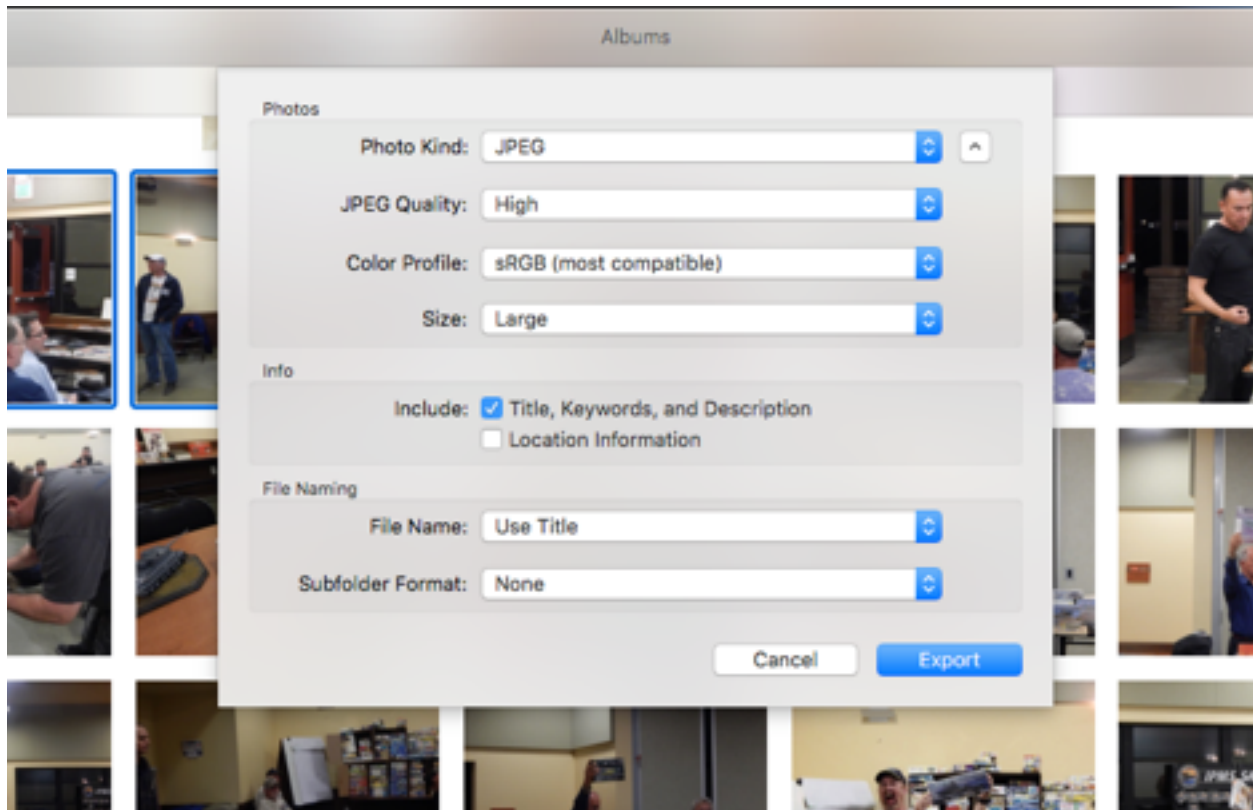 Albums
Photos
Photo Kind: JPEG
JPEG Quality: High
Color Profile: sRGB (most compatible)
Size: Large
Info
Include: Title, Keywords, and Description
Location Information
File Naming
File Name: Use Title
Subfolder Format: None
Cancel Export